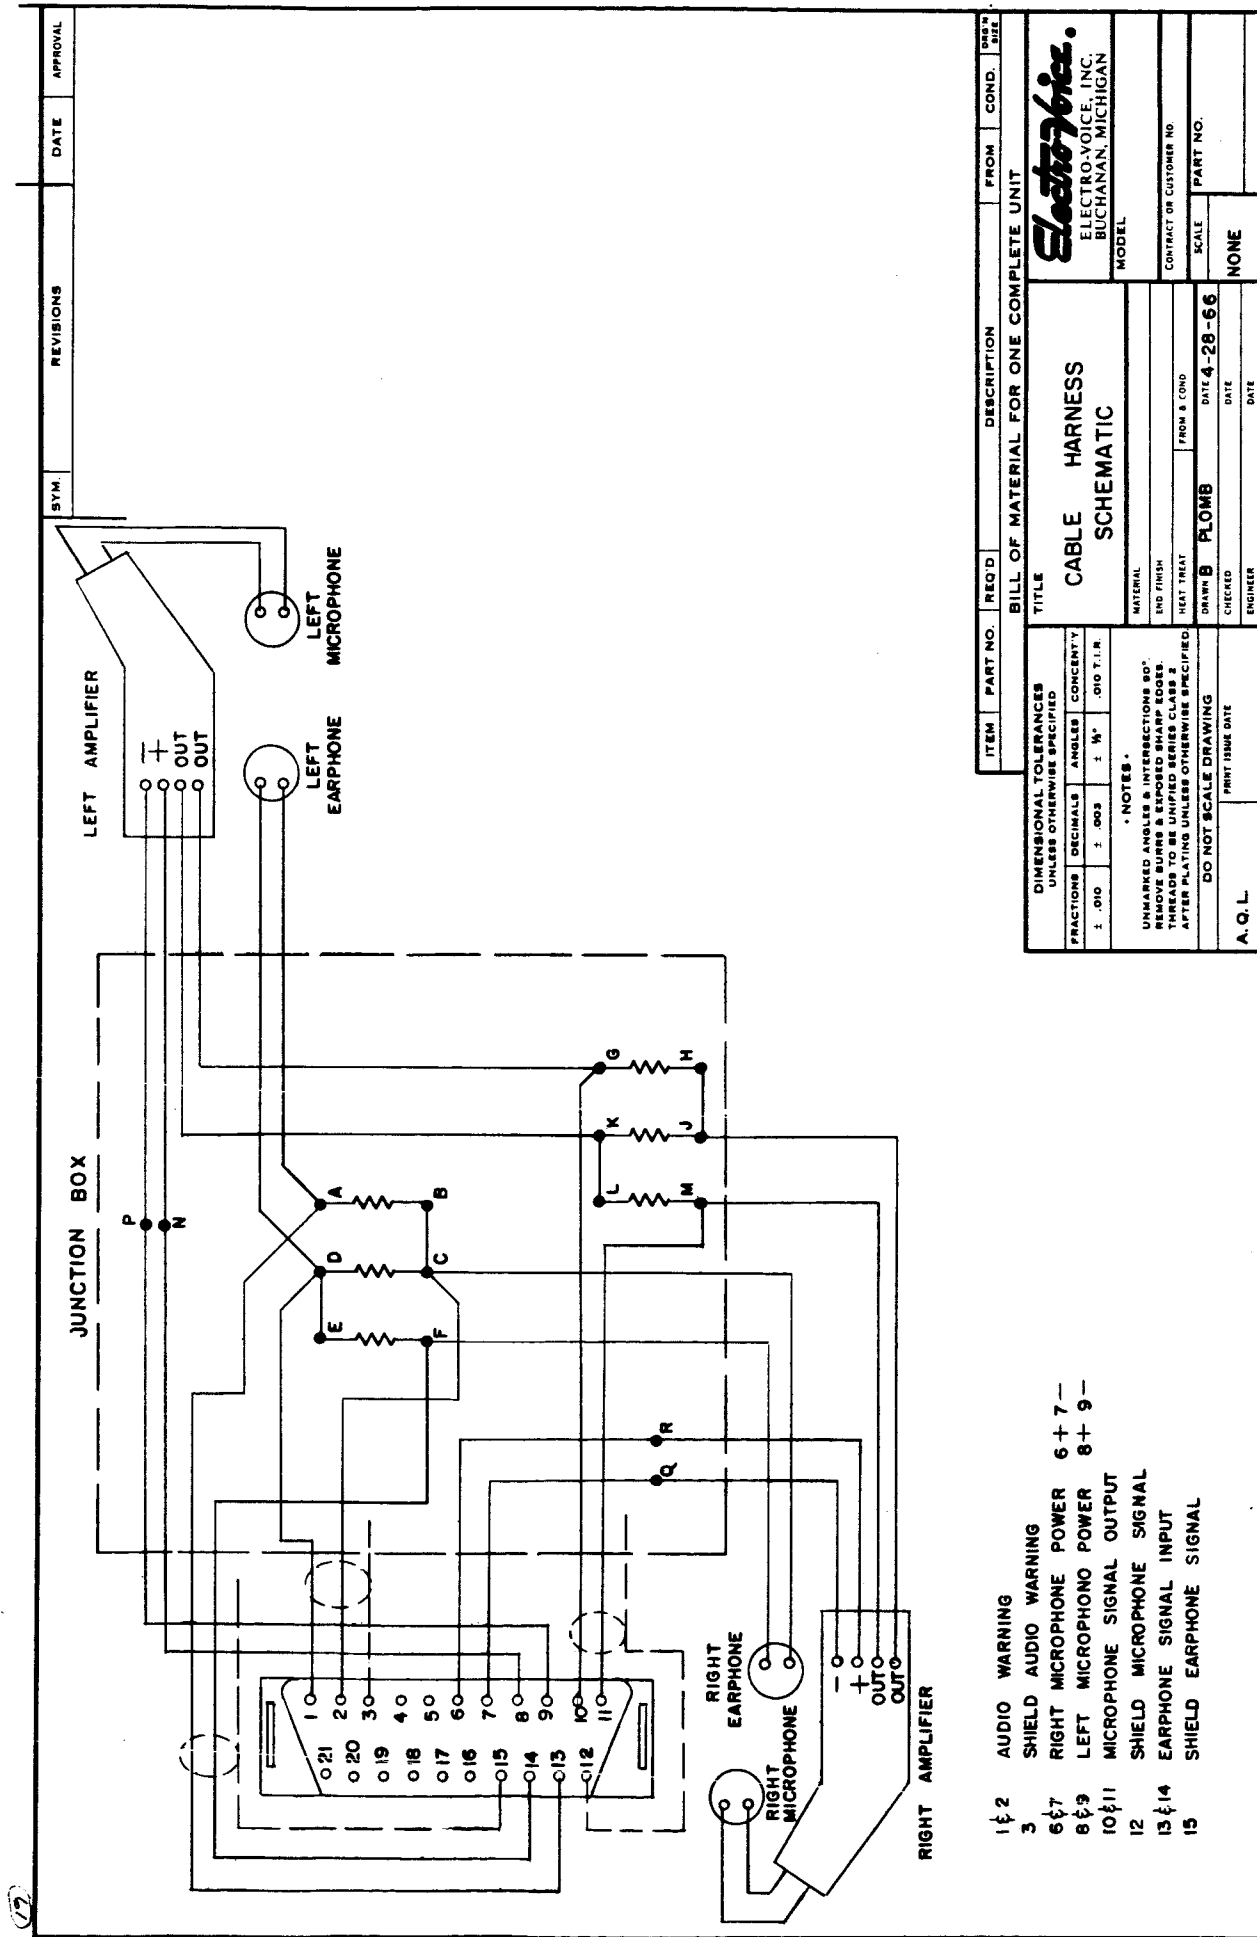 SYM.
REVISIONS
DATE
APPROVAL
LEFT AMPLIFIER
—
+
OUT
OUT
LEFT
MICROPHONE
LEFT
EARPHONE
JUNCTION BOX
P
N
A
B
D
C
E
F
G
H
K
J
L
M
R
Q
1
2
3
4
5
6
7
8
9
10
11
21
20
19
18
17
16
15
14
13
12
RIGHT
EARPHONE
RIGHT
MICROPHONE
—
+
OUT
OUT
RIGHT AMPLIFIER
1 & 2 AUDIO WARNING
3 SHIELD AUDIO WARNING
6 & 7 RIGHT MICROPHONE POWER 6+ 7—
8 & 9 LEFT MICROPHONO POWER 8+ 9—
10 & 11 MICROPHONE SIGNAL OUTPUT
12 SHIELD MICROPHONE SIGNAL
13 & 14 EARPHONE SIGNAL INPUT
15 SHIELD EARPHONE SIGNAL
ITEM PART NO. REQ'D DESCRIPTION FROM COND. DRG'N SIZE
BILL OF MATERIAL FOR ONE COMPLETE UNIT
DIMENSIONAL TOLERANCES
UNLESS OTHERWISE SPECIFIED
FRACTIONS DECIMALS ANGLES CONCENT'Y
± .010 ± .003 ± ½° .010 T.I.R.
• NOTES •
UNMARKED ANGLES & INTERSECTIONS 90°.
REMOVE BURRS & EXPOSED SHARP EDGES.
THREADS TO BE UNIFIED SERIES CLASS 2
AFTER PLATING UNLESS OTHERWISE SPECIFIED.
DO NOT SCALE DRAWING
A. Q. L.
PRINT ISSUE DATE
TITLE
CABLE HARNESS
SCHEMATIC
MATERIAL
END FINISH
HEAT TREAT
FROM & COND
DRAWN B PLOMB DATE 4-28-66
CHECKED DATE
ENGINEER DATE
Electro-Voice.
ELECTRO-VOICE, INC.
BUCHANAN, MICHIGAN
MODEL
CONTRACT OR CUSTOMER NO.
SCALE
NONE
PART NO.